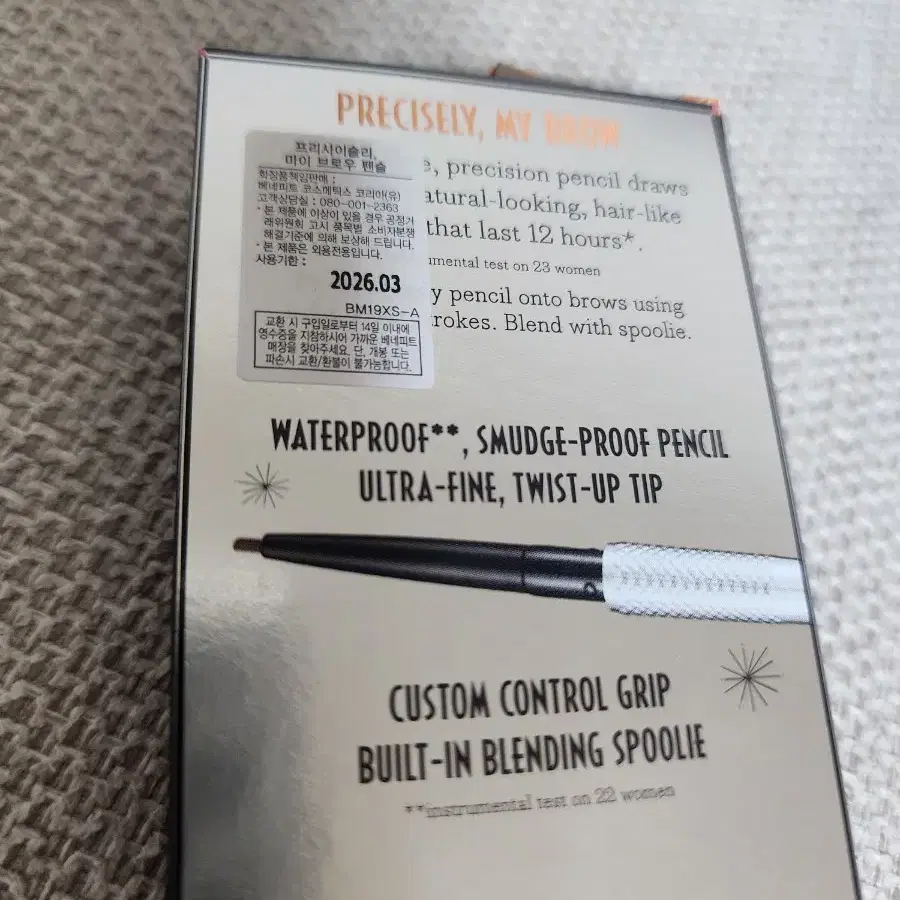 PRECISELY, MY BROW
프리사이슬리,
마이 브로우 펜슬
화장품책임판매 :
베네피트 코스메틱스 코리아(유)
고객상담실 : 080-001-2363
· 본 제품에 이상이 있을 경우 공정거
래위원회 고시 품목별 소비자분쟁
해결기준에 의해 보상해 드립니다.
· 본 제품은 외용전용입니다.
사용기한 :
2026.03
BM19XS-A
교환 시 구입일로부터 14일 이내에
영수증을 지참하시어 가까운 베네피트
매장을 찾아주세요. 단, 개봉 또는
파손시 교환/환불이 불가능합니다.
, precision pencil draws
natural-looking, hair-like
that last 12 hours*.
instrumental test on 23 women
pencil onto brows using
strokes. Blend with spoolie.
WATERPROOF**, SMUDGE-PROOF PENCIL
ULTRA-FINE, TWIST-UP TIP
CUSTOM CONTROL GRIP
BUILT-IN BLENDING SPOOLIE
**instrumental test on 22 women